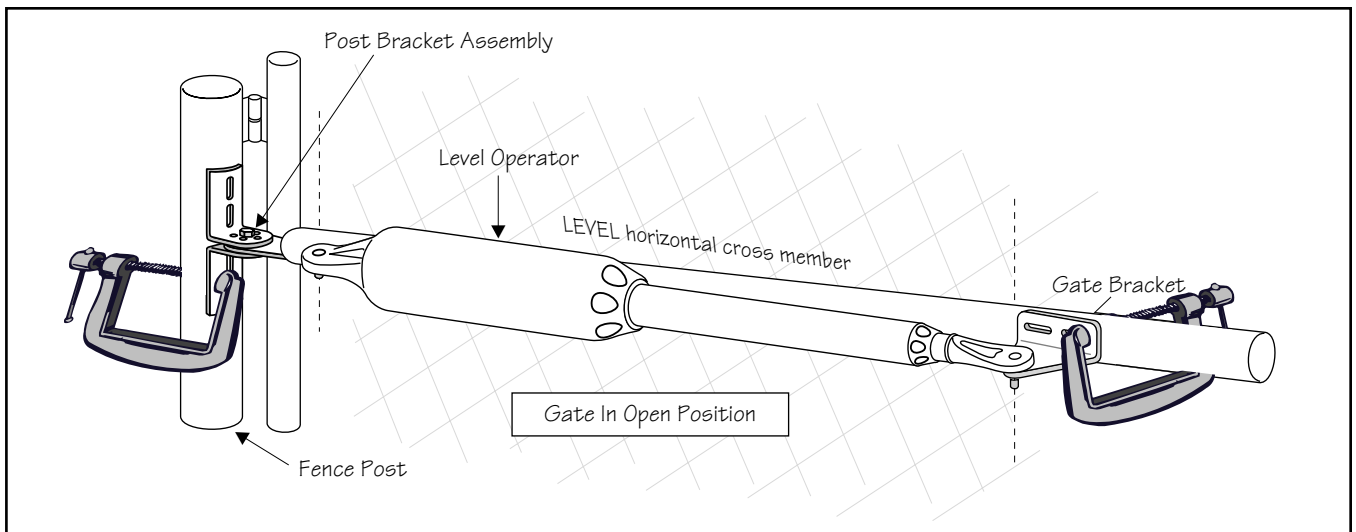 Post Bracket Assembly
Level Operator
LEVEL horizontal cross member
Gate Bracket
Gate In Open Position
Fence Post